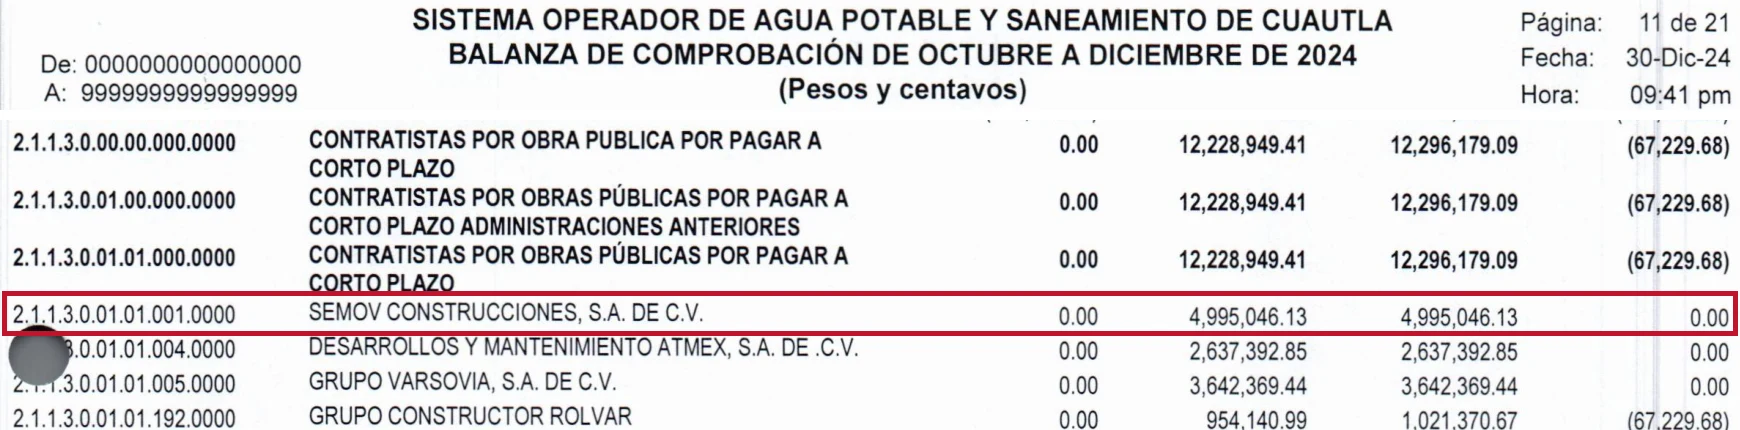 SISTEMA OPERADOR DE AGUA POTABLE Y SANEAMIENTO DE CUAUTLA
BALANZA DE COMPROBACIÓN DE OCTUBRE A DICIEMBRE DE 2024
(Pesos y centavos)
De: 0000000000000000
A: 9999999999999999
Página: 11 de 21
Fecha: 30-Dic-24
Hora: 09:41 pm
2.1.1.3.0.00.00.000.0000 CONTRATISTAS POR OBRA PUBLICA POR PAGAR A 0.00 12,228,949.41 12,296,179.09 (67,229.68)
CORTO PLAZO
2.1.1.3.0.01.00.000.0000 CONTRATISTAS POR OBRAS PÚBLICAS POR PAGAR A 0.00 12,228,949.41 12,296,179.09 (67,229.68)
CORTO PLAZO ADMINISTRACIONES ANTERIORES
2.1.1.3.0.01.01.000.0000 CONTRATISTAS POR OBRAS PÚBLICAS POR PAGAR A 0.00 12,228,949.41 12,296,179.09 (67,229.68)
CORTO PLAZO
2.1.1.3.0.01.01.001.0000 SEMOV CONSTRUCCIONES, S.A. DE C.V. 0.00 4,995,046.13 4,995,046.13 0.00
3.0.01.01.004.0000 DESARROLLOS Y MANTENIMIENTO ATMEX, S.A. DE .C.V. 0.00 2,637,392.85 2,637,392.85 0.00
2.1.1.3.0.01.01.005.0000 GRUPO VARSOVIA, S.A. DE C.V. 0.00 3,642,369.44 3,642,369.44 0.00
2.1.1.3.0.01.01.192.0000 GRUPO CONSTRUCTOR ROLVAR 0.00 954,140.99 1,021,370.67 (67,229.68)